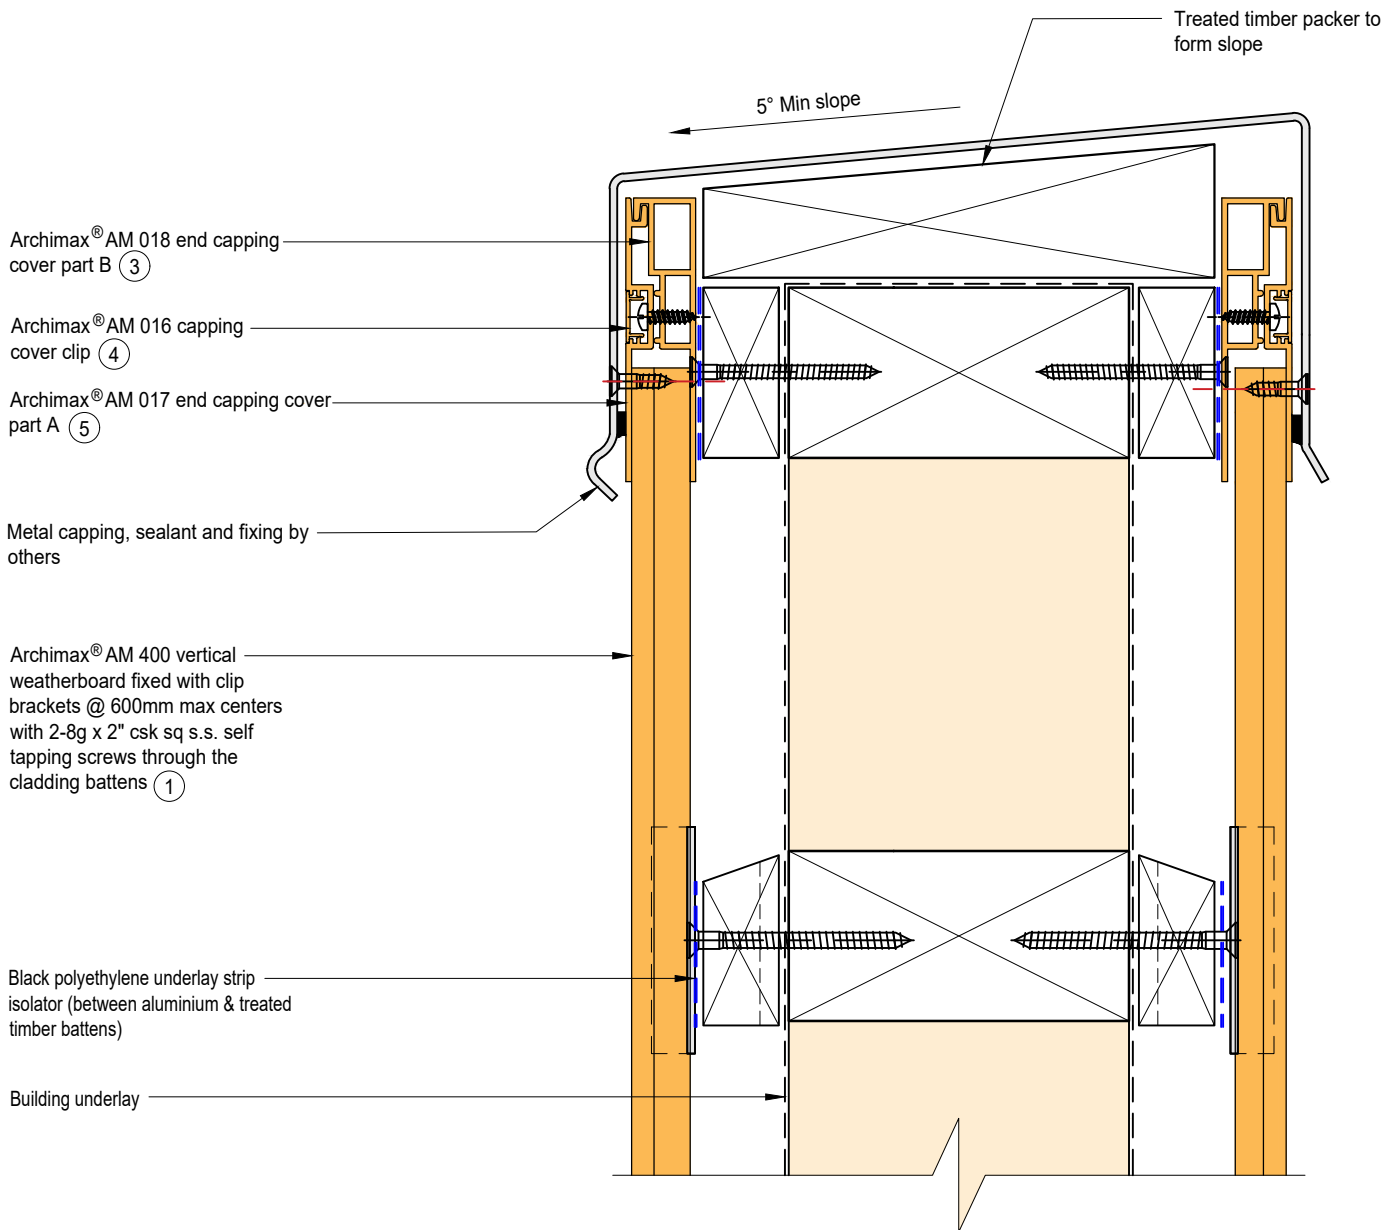 Treated timber packer to
form slope
5° Min slope
Archimax® AM 018 end capping
cover part B 3
Archimax® AM 016 capping
cover clip 4
Archimax® AM 017 end capping cover
part A 5
Metal capping, sealant and fixing by
others
Archimax® AM 400 vertical
weatherboard fixed with clip
brackets @ 600mm max centers
with 2-8g x 2" csk sq s.s. self
tapping screws through the
cladding battens 1
Black polyethylene underlay strip
isolator (between aluminium & treated
timber battens)
Building underlay